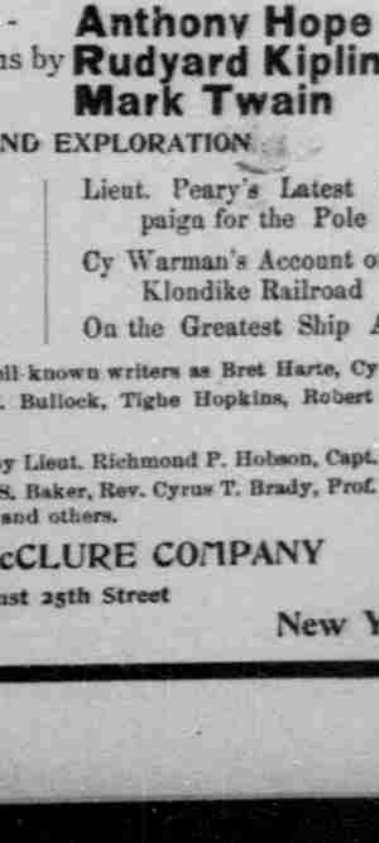 -
Anthony Hope
ns by Rudyard Kiplin
Mark Twain
ND EXPLORATION
Lieut. Peary's Latest
paign for the Pole
Cy Warman's Account o
Klondike Railroad
On the Greatest Ship A
ell-known writers as Bret Harte, Cy
. Bullock, Tighe Hopkins, Robert
by Lieut. Richmond P. Hobson, Capt.
S. Baker, Rev. Cyrus T. Brady, Prof.
and others.
cCLURE COMPANY
ast 25th Street
New Y